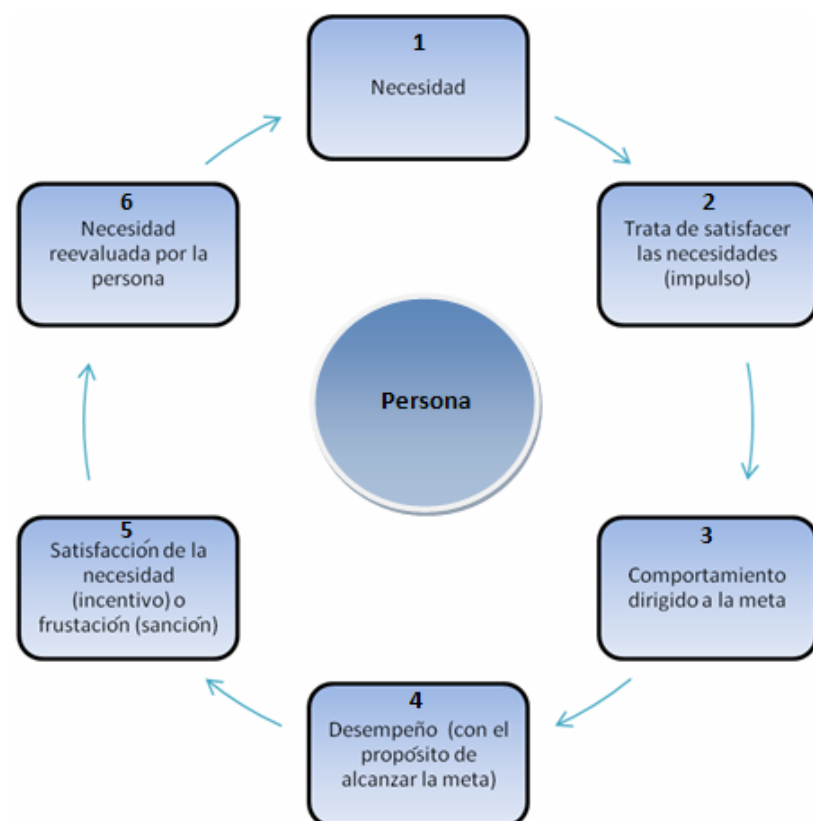 1
Necesidad
2
Trata de satisfacer
las necesidades
(impulso)
3
Comportamiento
dirigido a la meta
4
Desempeño (con el
propósito de
alcanzar la meta)
5
Satisfacción de la
necesidad
(incentivo) o
frustación (sanción)
6
Necesidad
reevaluada por la
persona
Persona